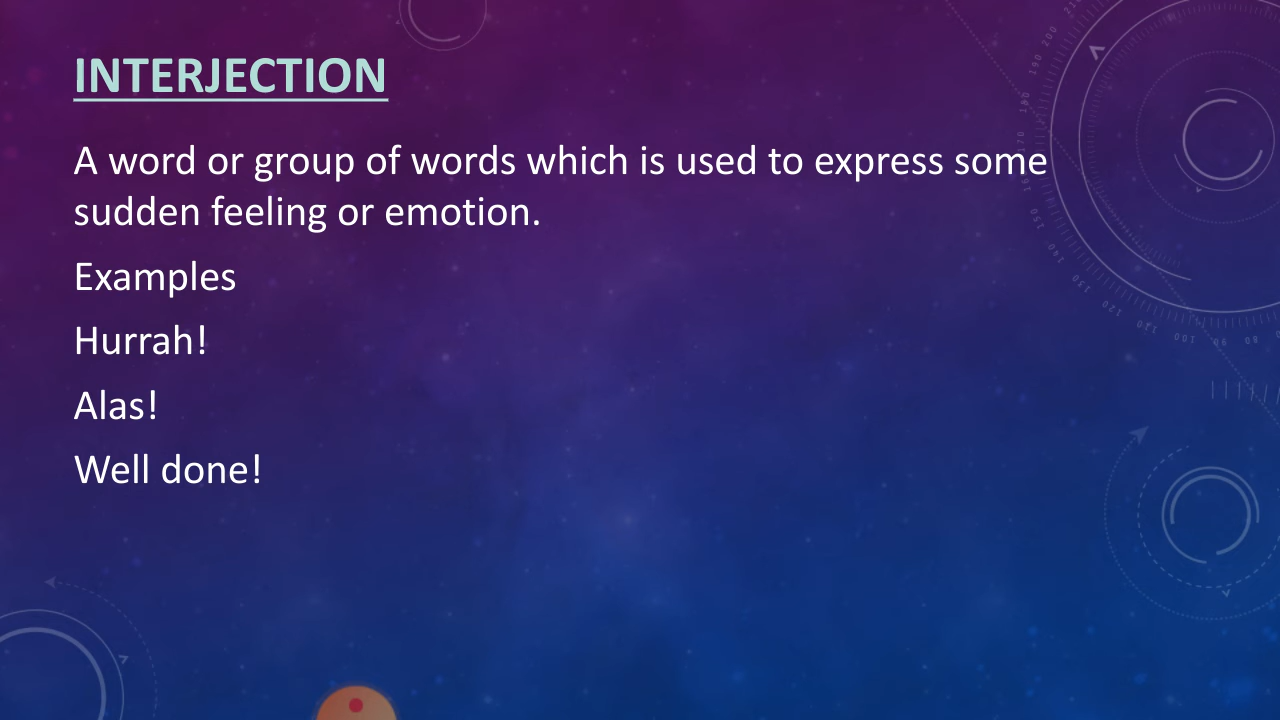 INTERJECTION
A word or group of words which is used to express some
sudden feeling or emotion.
Examples
Hurrah!
Alas!
Well done!